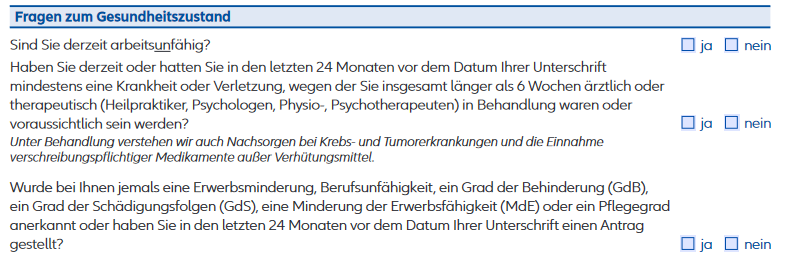 Fragen zum Gesundheitszustand
Sind Sie derzeit arbeitsunfähig? ja nein
Haben Sie derzeit oder hatten Sie in den letzten 24 Monaten vor dem Datum Ihrer Unterschrift
mindestens eine Krankheit oder Verletzung, wegen der Sie insgesamt länger als 6 Wochen ärztlich oder
therapeutisch (Heilpraktiker, Psychologen, Physio-, Psychotherapeuten) in Behandlung waren oder
voraussichtlich sein werden? ja nein
Unter Behandlung verstehen wir auch Nachsorgen bei Krebs- und Tumorerkrankungen und die Einnahme
verschreibungspflichtiger Medikamente außer Verhütungsmittel.
Wurde bei Ihnen jemals eine Erwerbsminderung, Berufsunfähigkeit, ein Grad der Behinderung (GdB),
ein Grad der Schädigungsfolgen (GdS), eine Minderung der Erwerbsfähigkeit (MdE) oder ein Pflegegrad
anerkannt oder haben Sie in den letzten 24 Monaten vor dem Datum Ihrer Unterschrift einen Antrag
gestellt? ja nein